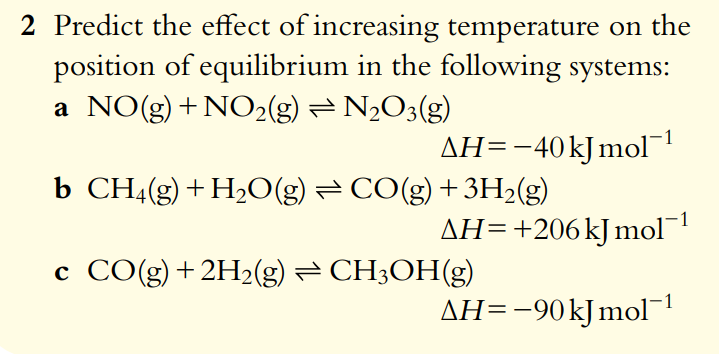 2 Predict the effect of increasing temperature on the
position of equilibrium in the following systems:
a NO(g) + NO₂(g) ⇌ N₂O₃(g)
ΔH = −40 kJ mol⁻¹
b CH₄(g) + H₂O(g) ⇌ CO(g) + 3H₂(g)
ΔH = +206 kJ mol⁻¹
c CO(g) + 2H₂(g) ⇌ CH₃OH(g)
ΔH = −90 kJ mol⁻¹